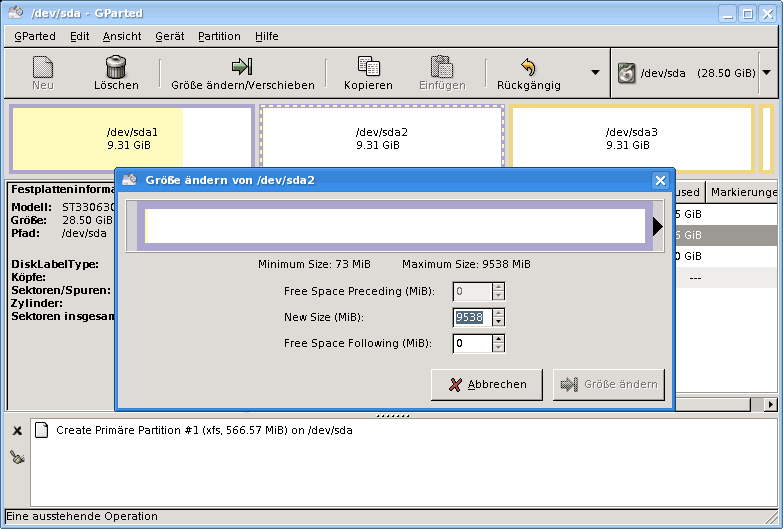 /dev/sda - GParted
GParted Edit Ansicht Gerät Partition Hilfe
Neu Löschen Größe ändern/Verschieben Kopieren Einfügen Rückgängig /dev/sda (28.50 GiB)
/dev/sda1
9.31 GiB
/dev/sda2
9.31 GiB
/dev/sda3
9.31 GiB
Größe ändern von /dev/sda2
Minimum Size: 73 MiB Maximum Size: 9538 MiB
Free Space Preceding (MiB): 0
New Size (MiB): 9538
Free Space Following (MiB): 0
Abbrechen Größe ändern
Festplatteninforma
Modell: ST33063
Größe: 28.50 GiB
Pfad: /dev/sda
DiskLabelType:
Köpfe:
Sektoren/Spuren:
Zylinder:
Sektoren insgesam
used Markierunge
5 GiB
5 GiB
0 GiB
---
Create Primäre Partition #1 (xfs, 566.57 MiB) on /dev/sda
Eine ausstehende Operation